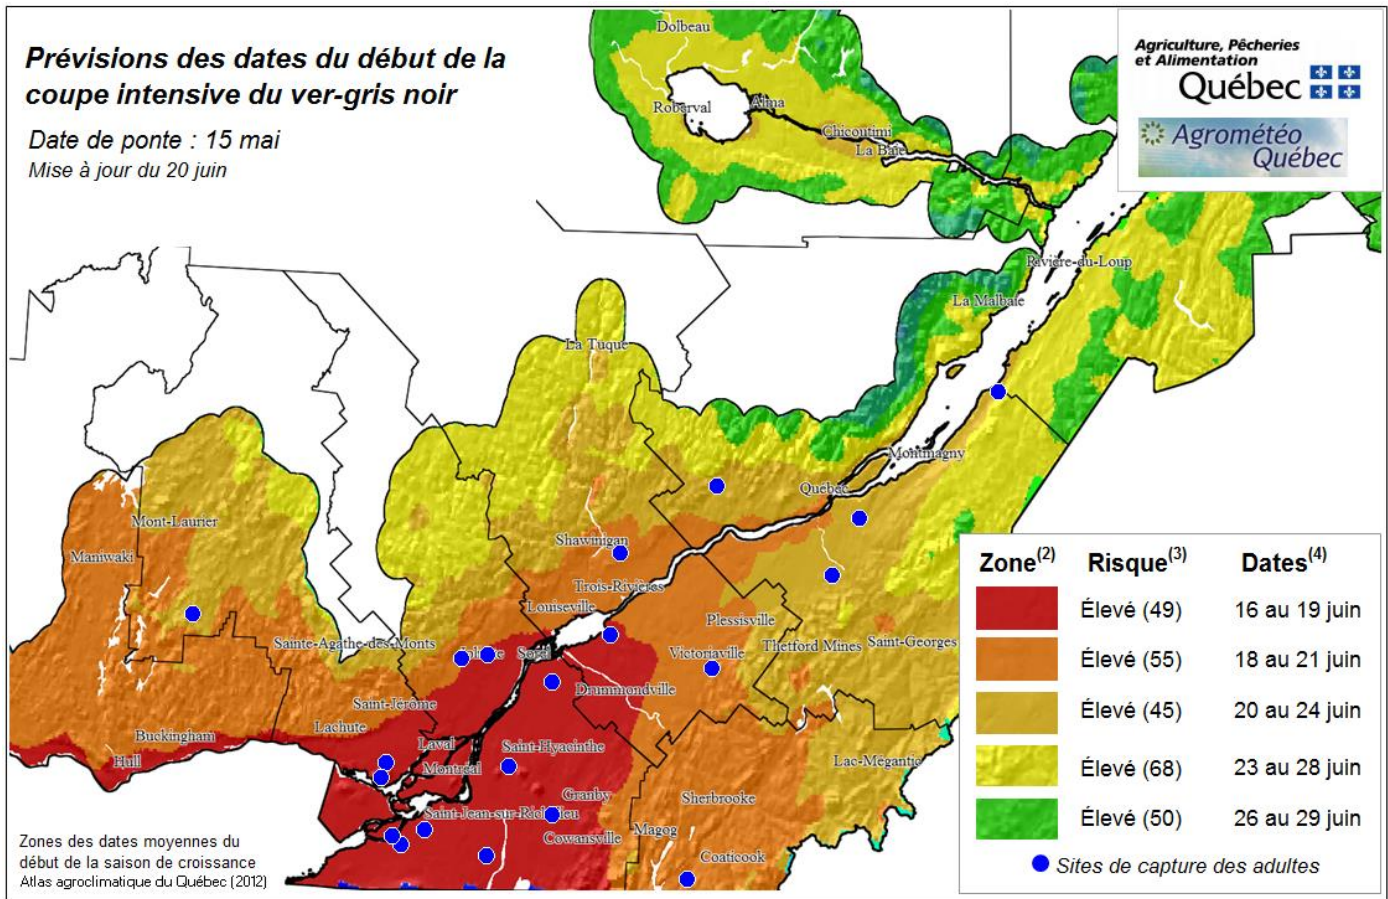 Prévisions des dates du début de la
coupe intensive du ver-gris noir
Date de ponte : 15 mai
Mise à jour du 20 juin
Agriculture, Pêcheries
et Alimentation
Québec
Agrométéo
Québec
Dolbeau
Roberval
Alma
Chicoutimi
La Baie
Rivière-du-Loup
La Malbaie
La Tuque
Montmagny
Québec
Mont-Laurier
Maniwaki
Shawinigan
Trois-Rivières
Louiseville
Plessisville
Sainte-Agathe-des-Monts
Sorel
Victoriaville
Thetford Mines
Saint-Georges
Drummondville
Saint-Jérôme
Lachute
Buckingham
Hull
Laval
Montréal
Saint-Hyacinthe
Lac-Mégantic
Granby
Sherbrooke
Saint-Jean-sur-Richelieu
Cowansville
Magog
Coaticook
Zone(2) Risque(3) Dates(4)
Élevé (49) 16 au 19 juin
Élevé (55) 18 au 21 juin
Élevé (45) 20 au 24 juin
Élevé (68) 23 au 28 juin
Élevé (50) 26 au 29 juin
Sites de capture des adultes
Zones des dates moyennes du
début de la saison de croissance
Atlas agroclimatique du Québec (2012)